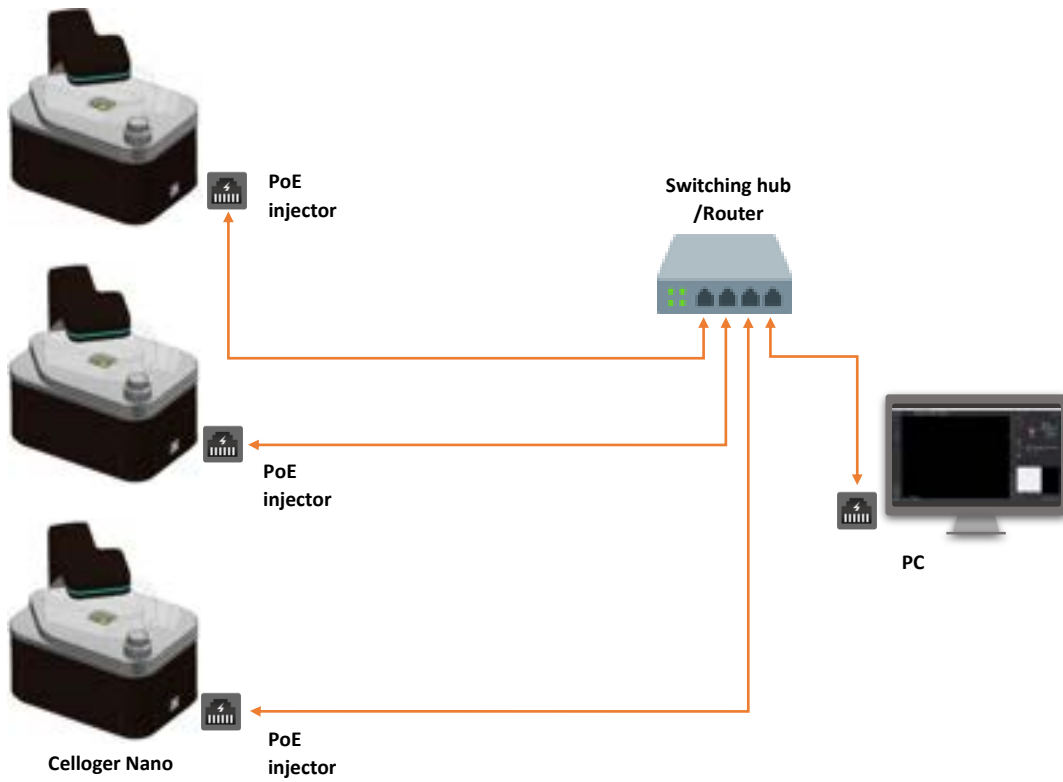 PoE
injector
Switching hub
/Router
PoE
injector
PC
PoE
injector
Celloger Nano